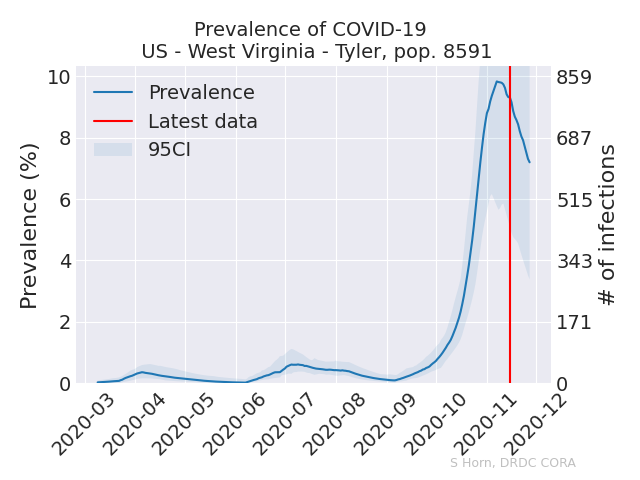 Prevalence of COVID-19
US - West Virginia - Tyler, pop. 8591
Prevalence (%)
10
8
6
4
2
0
Prevalence
Latest data
95CI
859
687
515
343
171
0
# of infections
2020-03
2020-04
2020-05
2020-06
2020-07
2020-08
2020-09
2020-10
2020-11
2020-12
S Horn, DRDC CORA